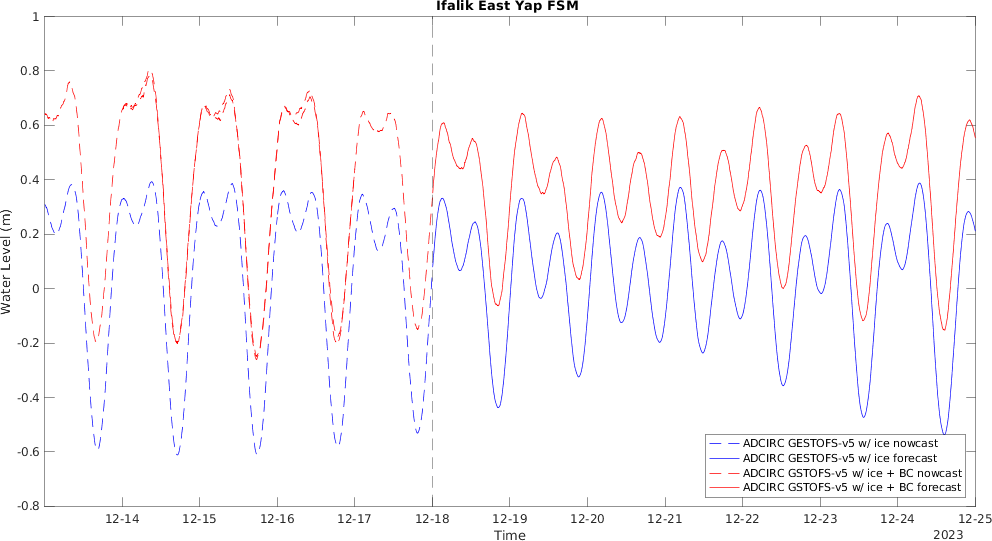 Ifalik East Yap FSM
1
0.8
0.6
0.4
0.2
0
-0.2
-0.4
-0.6
-0.8
Water Level (m)
ADCIRC GESTOFS-v5 w/ ice nowcast
ADCIRC GESTOFS-v5 w/ ice forecast
ADCIRC GSTOFS-v5 w/ ice + BC nowcast
ADCIRC GSTOFS-v5 w/ ice + BC forecast
12-14 12-15 12-16 12-17 12-18 12-19 12-20 12-21 12-22 12-23 12-24 12-25
Time
2023